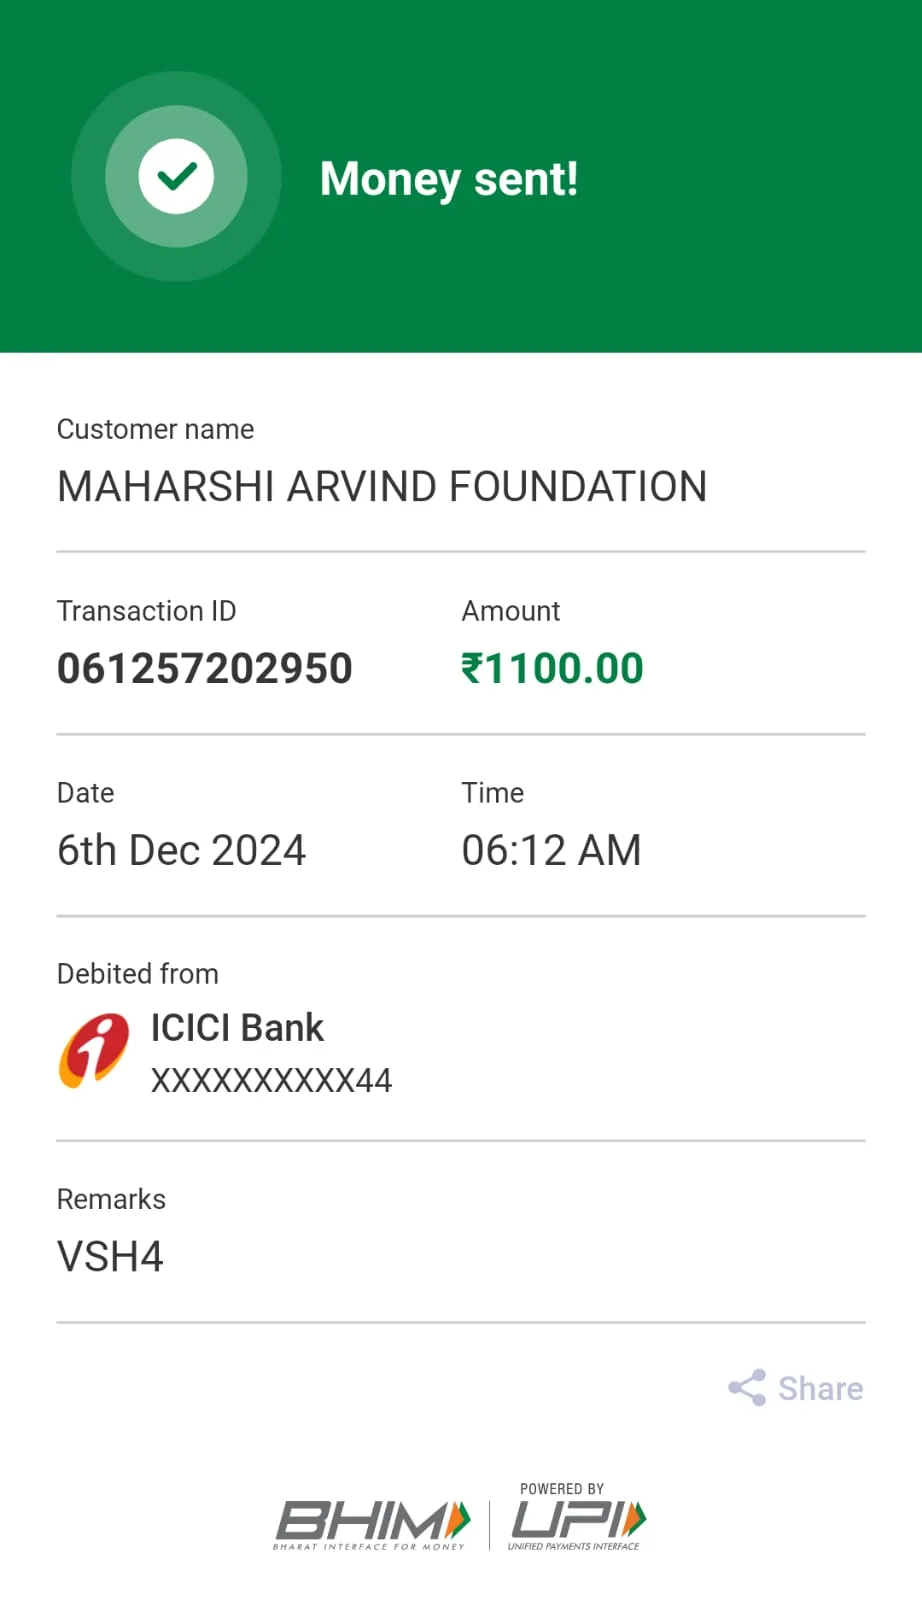 Money sent!
Customer name
MAHARSHI ARVIND FOUNDATION
Transaction ID
061257202950
Amount
₹1100.00
Date
6th Dec 2024
Time
06:12 AM
Debited from
ICICI Bank
XXXXXXXXXX44
Remarks
VSH4
Share
BHIM
BHARAT INTERFACE FOR MONEY
POWERED BY
UPI
UNIFIED PAYMENTS INTERFACE